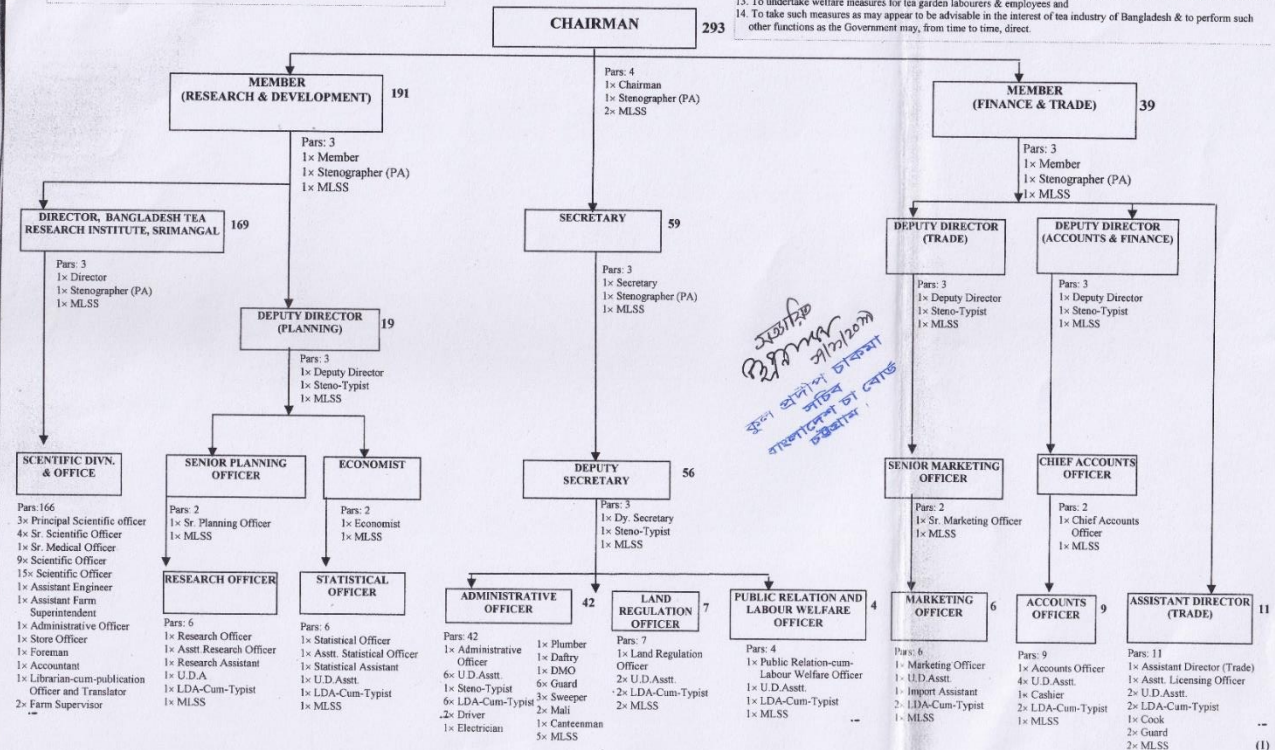 13. To undertake welfare measures for tea garden labourers & employees and
14. To take such measures as may appear to be advisable in the interest of tea industry of Bangladesh & to perform such
other functions as the Government may, from time to time, direct.
CHAIRMAN
293
Pars: 4
1× Chairman
1× Stenographer (PA)
2× MLSS
MEMBER
(RESEARCH & DEVELOPMENT)
191
Pars: 3
1× Member
1× Stenographer (PA)
1× MLSS
MEMBER
(FINANCE & TRADE)
39
Pars: 3
1× Member
1× Stenographer (PA)
1× MLSS
DIRECTOR, BANGLADESH TEA
RESEARCH INSTITUTE, SRIMANGAL
169
Pars: 3
1× Director
1× Stenographer (PA)
1× MLSS
SECRETARY
59
Pars: 3
1× Secretary
1× Stenographer (PA)
1× MLSS
DEPUTY DIRECTOR
(TRADE)
Pars: 3
1× Deputy Director
1× Steno-Typist
1× MLSS
DEPUTY DIRECTOR
(ACCOUNTS & FINANCE)
Pars: 3
1× Deputy Director
1× Steno-Typist
1× MLSS
DEPUTY DIRECTOR
(PLANNING)
19
Pars: 3
1× Deputy Director
1× Steno-Typist
1× MLSS
সত্যায়িত
কুল প্রদীপ চাকমা
সচিব
বাংলাদেশ চা বোর্ড
চট্টগ্রাম।
SCENTIFIC DIVN.
& OFFICE
Pars:166
3× Principal Scientific officer
4× Sr. Scientific Officer
1× Sr. Medical Officer
9× Scientific Officer
15× Scientific Officer
1× Assistant Engineer
1× Assistant Farm
Superintendent
1× Administrative Officer
1× Store Officer
1× Foreman
1× Accountant
1× Librarian-cum-publication
Officer and Translator
2× Farm Supervisor
SENIOR PLANNING
OFFICER
Pars: 2
1× Sr. Planning Officer
1× MLSS
ECONOMIST
Pars: 2
1× Economist
1× MLSS
DEPUTY
SECRETARY
56
Pars: 3
1× Dy. Secretary
1× Steno-Typist
1× MLSS
SENIOR MARKETING
OFFICER
Pars: 2
1× Sr. Marketing Officer
1× MLSS
CHIEF ACCOUNTS
OFFICER
Pars: 2
1× Chief Accounts
Officer
1× MLSS
RESEARCH OFFICER
Pars: 6
1× Research Officer
1× Asstt Research Officer
1× Research Assistant
1× U.D.A
1× LDA-Cum-Typist
1× MLSS
STATISTICAL
OFFICER
Pars: 6
1× Statistical Officer
1× Asstt. Statistical Officer
1× Statistical Assistant
1× U.D.Asstt.
1× LDA-Cum-Typist
1× MLSS
ADMINISTRATIVE
OFFICER
42
Pars: 42
1× Administrative
Officer
6× U.D.Asstt.
1× Steno-Typist
6× LDA-Cum-Typist
2× Driver
1× Electrician
1× Plumber
1× Daftry
1× DMO
6× Guard
3× Sweeper
2× Mali
1× Canteenman
5× MLSS
LAND
REGULATION
OFFICER
7
Pars: 7
1× Land Regulation
Officer
2× U.D.Asstt.
2× LDA-Cum-Typist
2× MLSS
PUBLIC RELATION AND
LABOUR WELFARE
OFFICER
4
Pars: 4
1× Public Relation-cum-
Labour Welfare Officer
1× U.D.Asstt.
1× LDA-Cum-Typist
1× MLSS
MARKETING
OFFICER
6
Pars: 6
1× Marketing Officer
1× U.D.Asstt.
1× Import Assistant
2× LDA-Cum-Typist
1× MLSS
ACCOUNTS
OFFICER
9
Pars: 9
1× Accounts Officer
4× U.D.Asstt.
1× Cashier
2× LDA-Cum-Typist
1× MLSS
ASSISTANT DIRECTOR
(TRADE)
11
Pars: 11
1× Assistant Director (Trade)
1× Asstt. Licensing Officer
2× U.D.Asstt.
2× LDA-Cum-Typist
1× Cook
2× Guard
2× MLSS
(1)